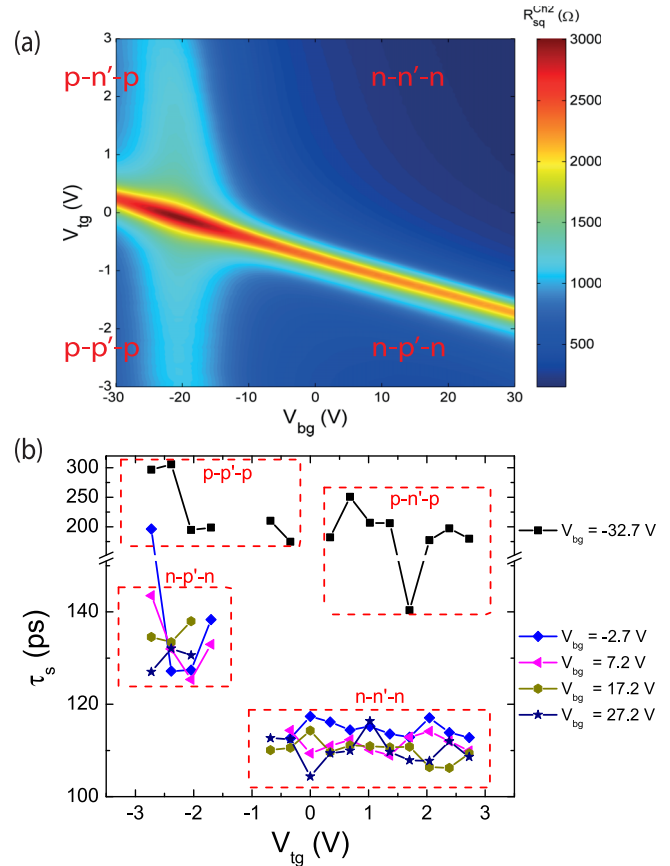 (a)
R_sq^Ch2 (Ω)
p-n'-p
n-n'-n
p-p'-p
n-p'-n
3
2
1
0
-1
-2
-3
V_tg (V)
-30
-20
-10
0
10
20
30
V_bg (V)
3000
2500
2000
1500
1000
500
(b)
300
250
200
140
120
100
τ_s (ps)
p-p'-p
p-n'-p
n-p'-n
n-n'-n
V_bg = -32.7 V
V_bg = -2.7 V
V_bg = 7.2 V
V_bg = 17.2 V
V_bg = 27.2 V
-3
-2
-1
0
1
2
3
V_tg (V)